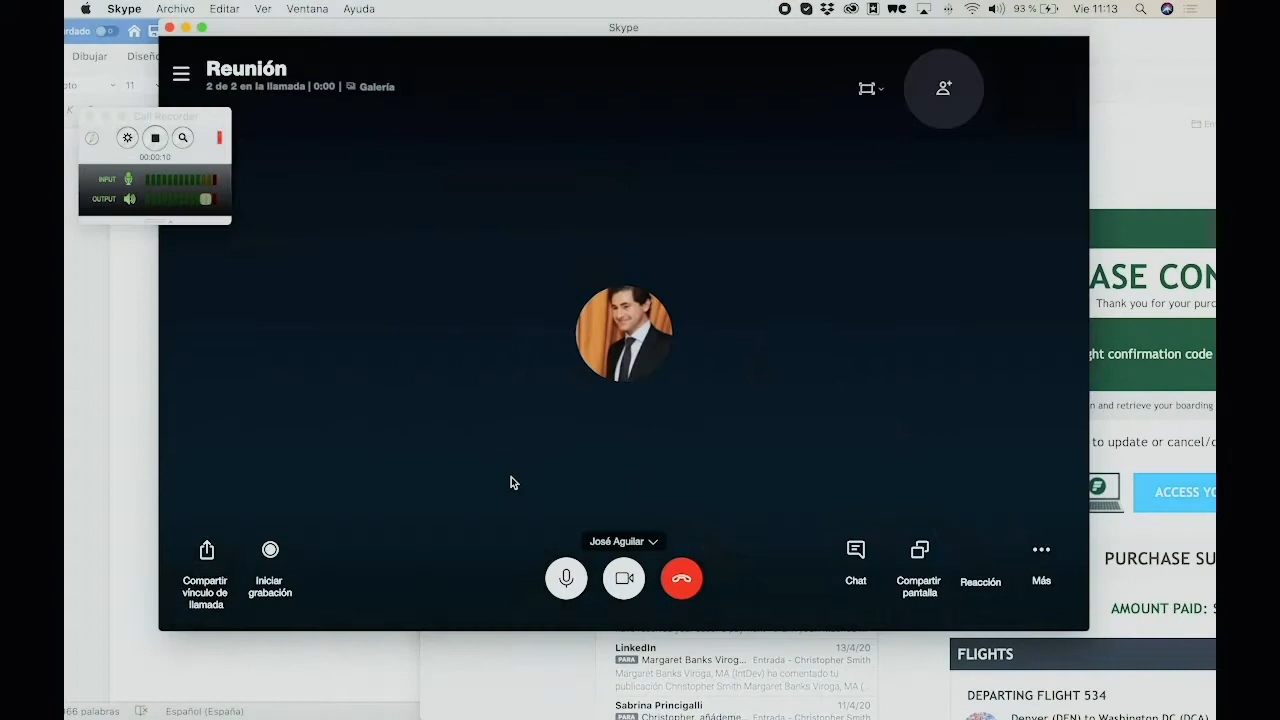 Skype Archivo Editar Ver Ventana Ayuda
93 % Vie 11:13
Skype
Dibujar
11
Reunión
2 de 2 en la llamada | 0:00 | Galería
Call Recorder
00:00:10
INPUT
OUTPUT
José Aguilar
Compartir
vínculo de
llamada
Iniciar
grabación
Chat
Compartir
pantalla
Reacción
Más
ASE CON
Thank you for your purc
ght confirmation code
n and retrieve your boarding
to update or cancel/c
ACCESS YO
PURCHASE SU
AMOUNT PAID: $
FLIGHTS
DEPARTING FLIGHT 534
Denver (DEN) to Washington DC (DCA)
LinkedIn 13/4/20
PARA Margaret Banks Virog... Entrada - Christopher Smith
Margaret Banks Viroga, MA (IntDev) ha comentado tu
publicación Christopher Smith Margaret Banks Viroga, MA (...
Sabrina Princigalli 11/4/20
PARA Christopher, añádeme... Entrada - Christopher Smith
66 palabras Español (España)